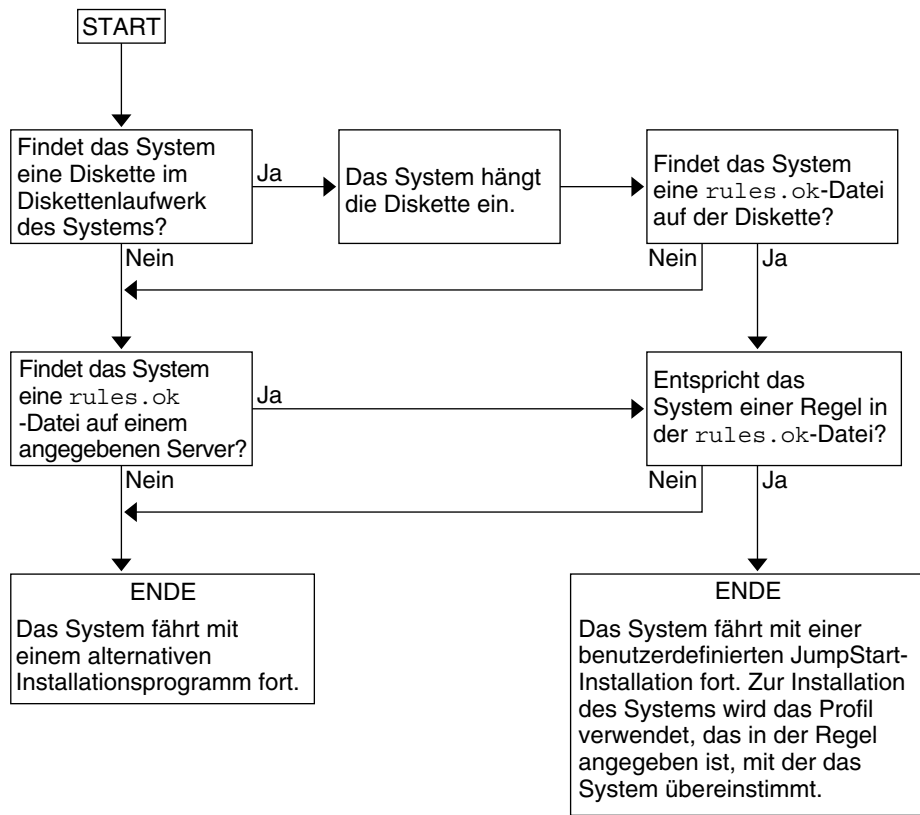 START
Findet das System
eine Diskette im
Diskettenlaufwerk
des Systems?
Ja
Das System hängt
die Diskette ein.
Findet das System
eine rules.ok-Datei
auf der Diskette?
Nein
Nein
Ja
Findet das System
eine rules.ok
-Datei auf einem
angegebenen Server?
Ja
Entspricht das
System einer Regel in
der rules.ok-Datei?
Nein
Nein
Ja
ENDE
Das System fährt mit
einem alternativen
Installationsprogramm fort.
ENDE
Das System fährt mit einer
benutzerdefinierten JumpStart-
Installation fort. Zur Installation
des Systems wird das Profil
verwendet, das in der Regel
angegeben ist, mit der das
System übereinstimmt.